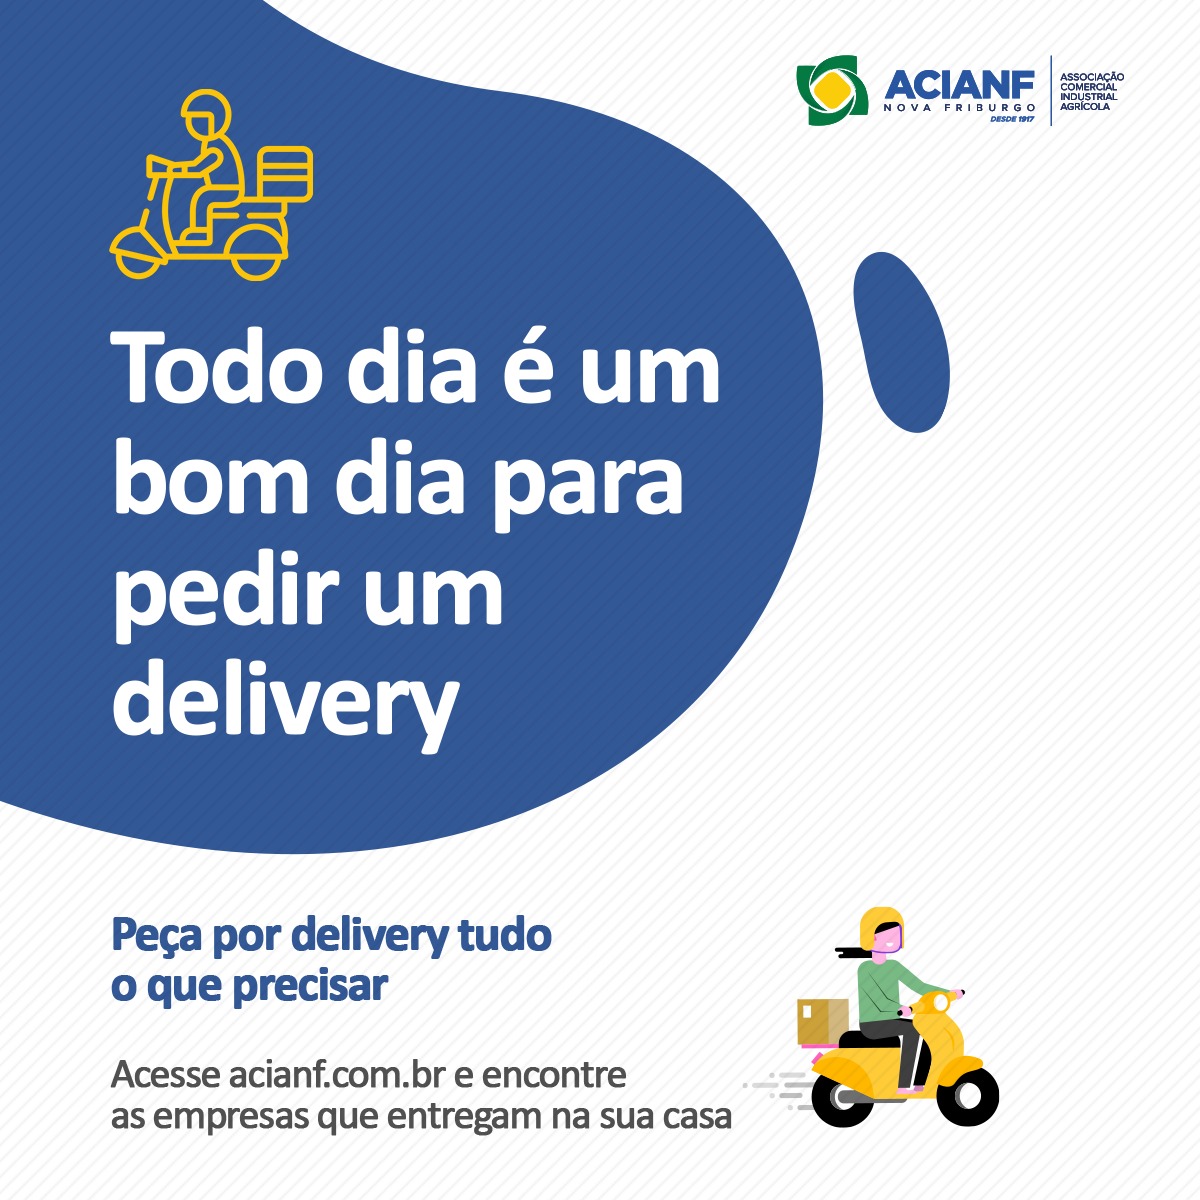 ACIANF
NOVA FRIBURGO
DESDE 1917
ASSOCIAÇÃO
COMERCIAL
INDUSTRIAL
AGRÍCOLA
Todo dia é um
bom dia para
pedir um
delivery
Peça por delivery tudo
o que precisar
Acesse acianf.com.br e encontre
as empresas que entregam na sua casa